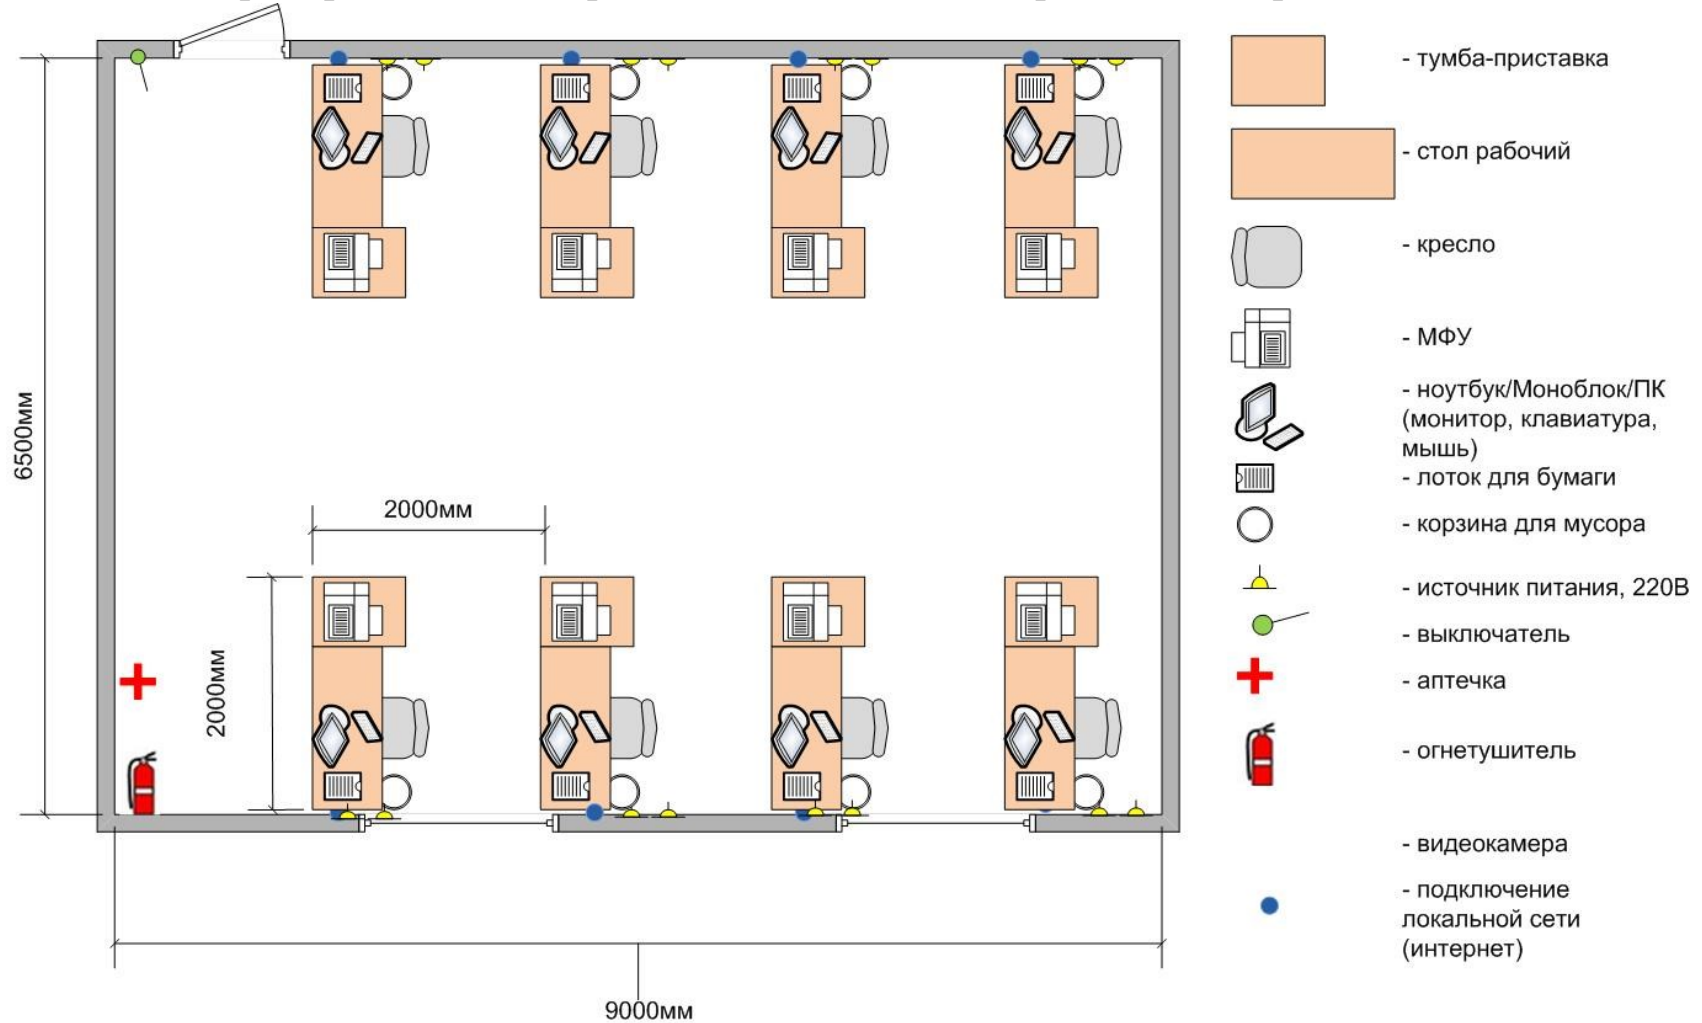 - тумба-приставка
- стол рабочий
- кресло
- МФУ
- ноутбук/Моноблок/ПК
(монитор, клавиатура,
мышь)
- лоток для бумаги
- корзина для мусора
- источник питания, 220В
- выключатель
- аптечка
- огнетушитель
- видеокамера
- подключение
локальной сети
(интернет)
6500мм
2000мм
2000мм
9000мм